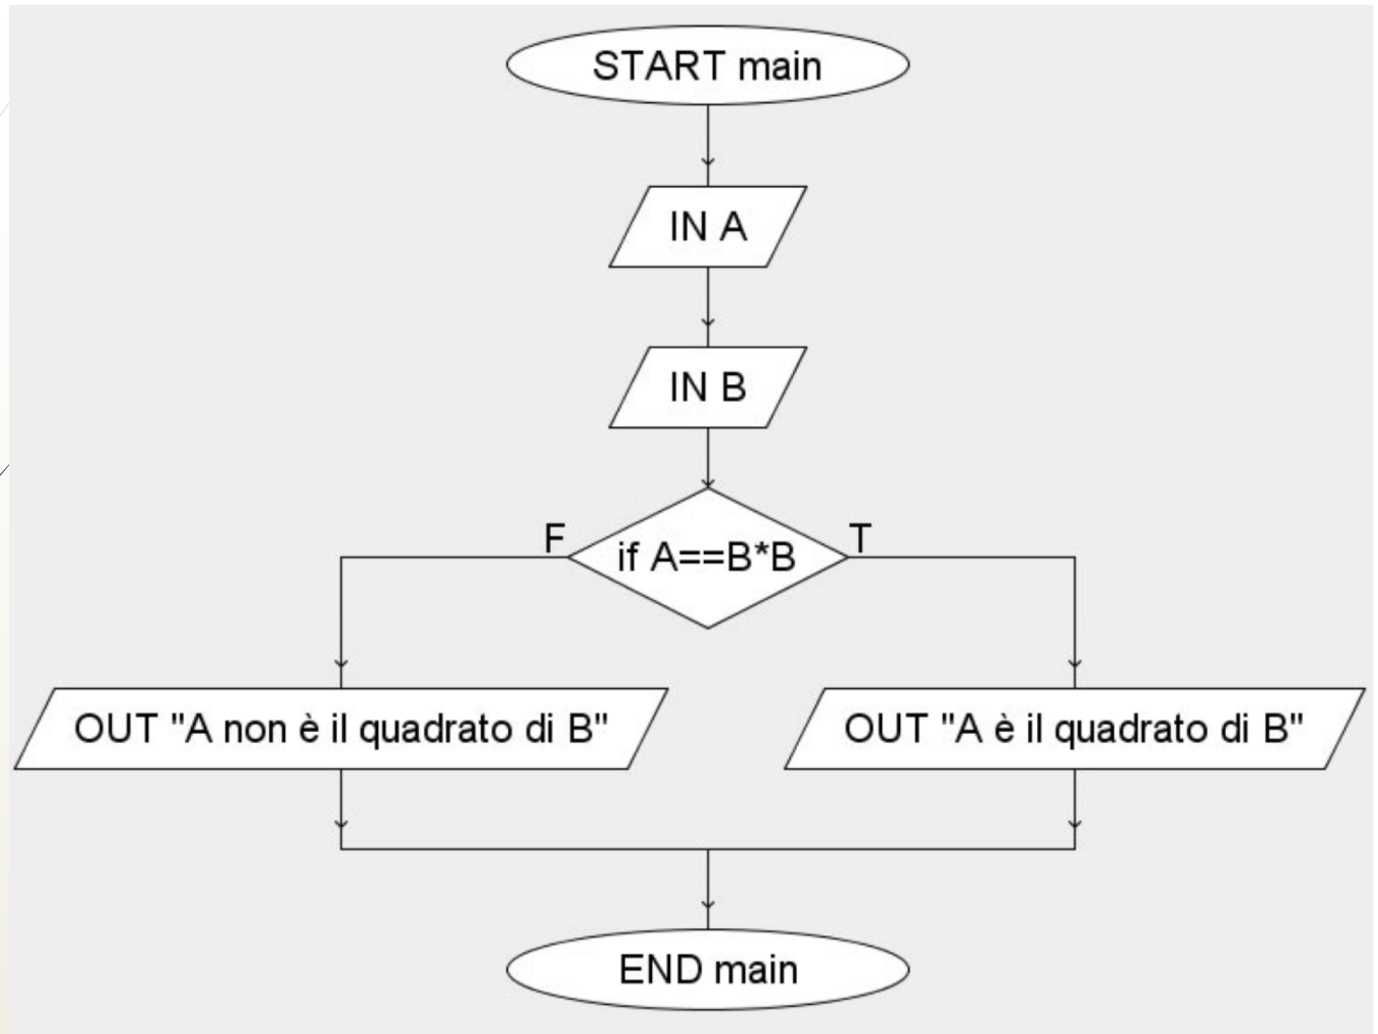 START main
IN A
IN B
F
if A==B*B
T
OUT "A non è il quadrato di B"
OUT "A è il quadrato di B"
END main